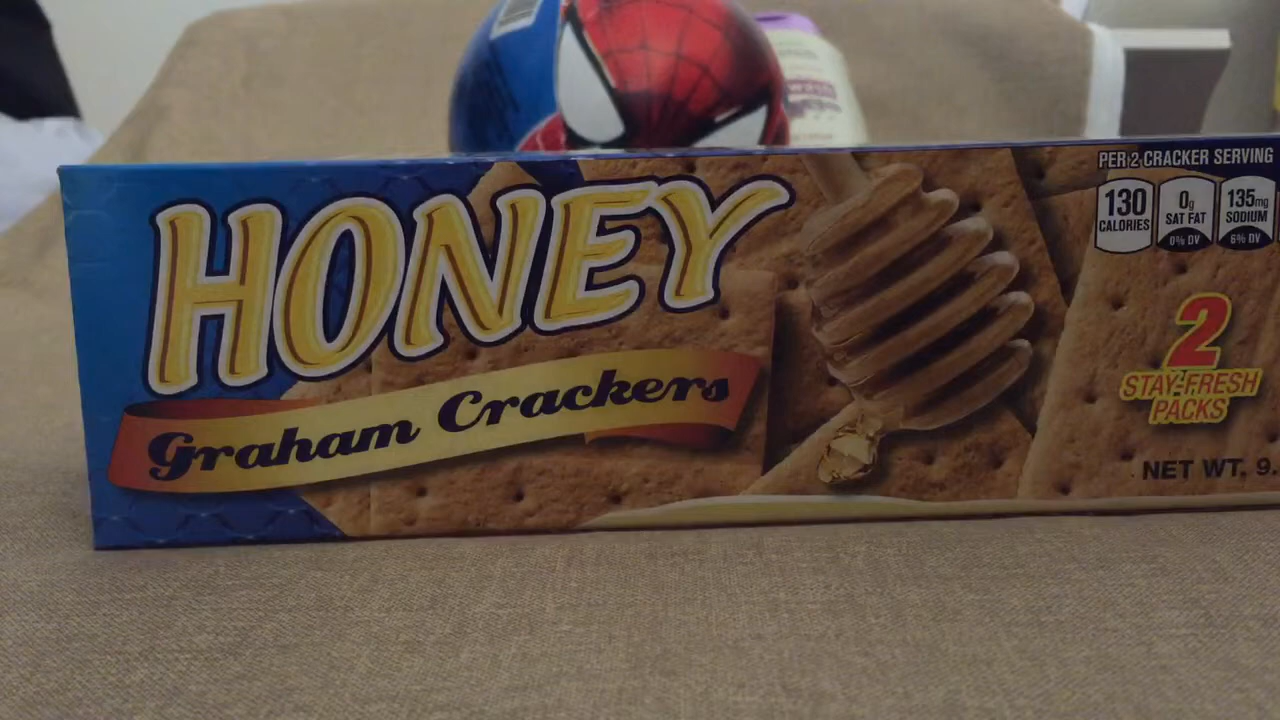 HONEY
Graham Crackers
PER 2 CRACKER SERVING
130
CALORIES
0g
SAT FAT
0% DV
135mg
SODIUM
6% DV
2
STAY-FRESH
PACKS
NET WT. 9.